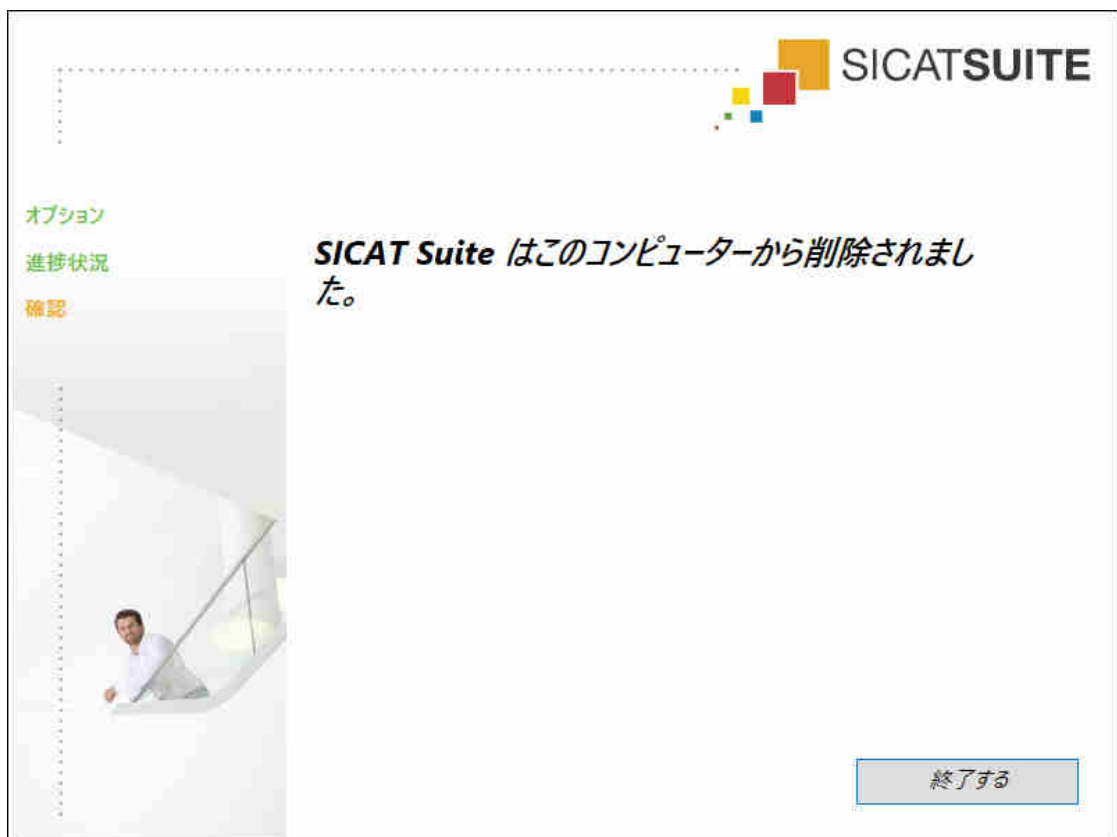 SICATSUITE
オプション
進捗状況
確認
SICAT Suite はこのコンピューターから削除されまし
た。
終了する